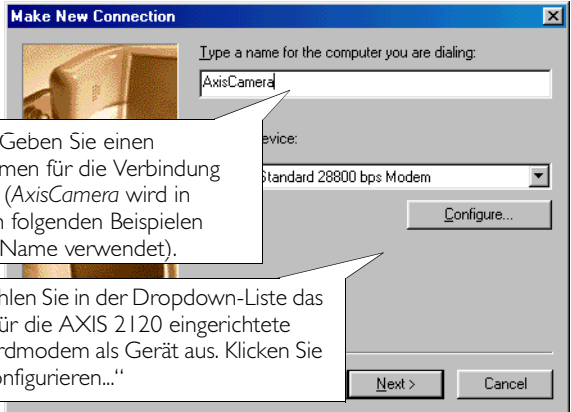 Make New Connection
Type a name for the computer you are dialing:
AxisCamera
Geben Sie einen
men für die Verbindung
(AxisCamera wird in
folgenden Beispielen
Name verwendet).
evice:
Standard 28800 bps Modem
Configure...
hlen Sie in der Dropdown-Liste das
für die AXIS 2120 eingerichtete
rdmodem als Gerät aus. Klicken Sie
nfigurieren...“
Next >
Cancel